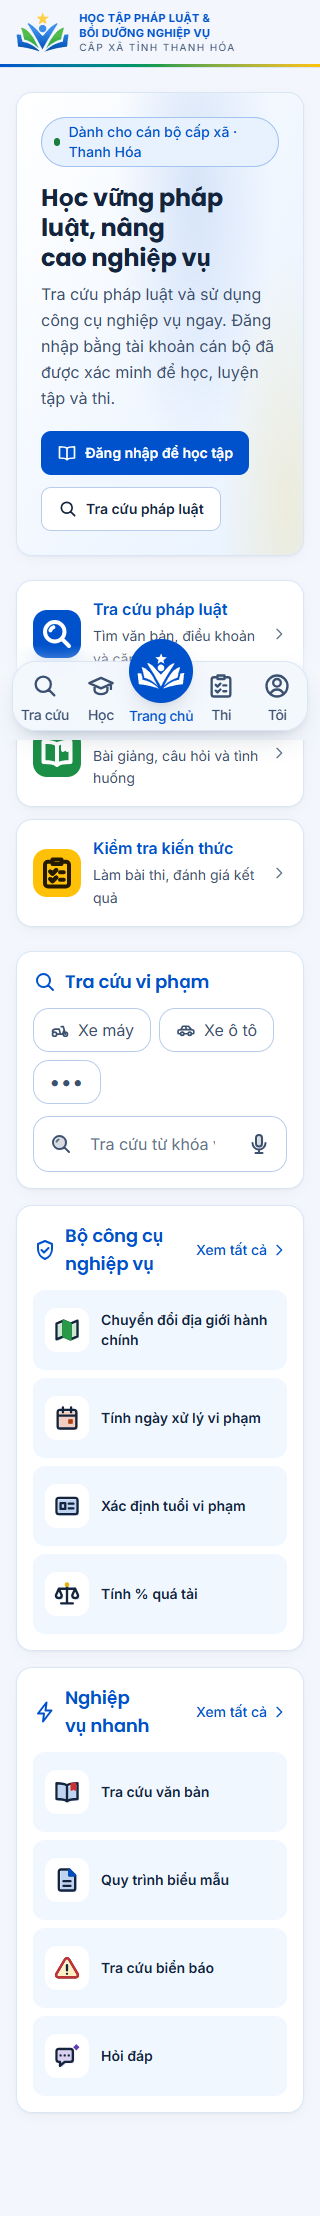 HỌC TẬP PHÁP LUẬT &
BỒI DƯỠNG NGHIỆP VỤ
CẤP XÃ TỈNH THANH HÓA
Dành cho cán bộ cấp xã ·
Thanh Hóa
Học vững pháp
luật, nâng
cao nghiệp vụ
Tra cứu pháp luật và sử dụng
công cụ nghiệp vụ ngay. Đăng
nhập bằng tài khoản cán bộ đã
được xác minh để học, luyện
tập và thi.
Đăng nhập để học tập
Tra cứu pháp luật
Tra cứu pháp luật
Tìm văn bản, điều khoản
và
Tra cứu
Học
Trang chủ
Thi
Tôi
Bài giảng, câu hỏi và tình
huống
Kiểm tra kiến thức
Làm bài thi, đánh giá kết
quả
Tra cứu vi phạm
Xe máy
Xe ô tô
•••
Tra cứu từ khóa
Bộ công cụ
nghiệp vụ
Xem tất cả
Chuyển đổi địa giới hành
chính
Tính ngày xử lý vi phạm
Xác định tuổi vi phạm
Tính % quá tải
Nghiệp
vụ nhanh
Xem tất cả
Tra cứu văn bản
Quy trình biểu mẫu
Tra cứu biển báo
Hỏi đáp